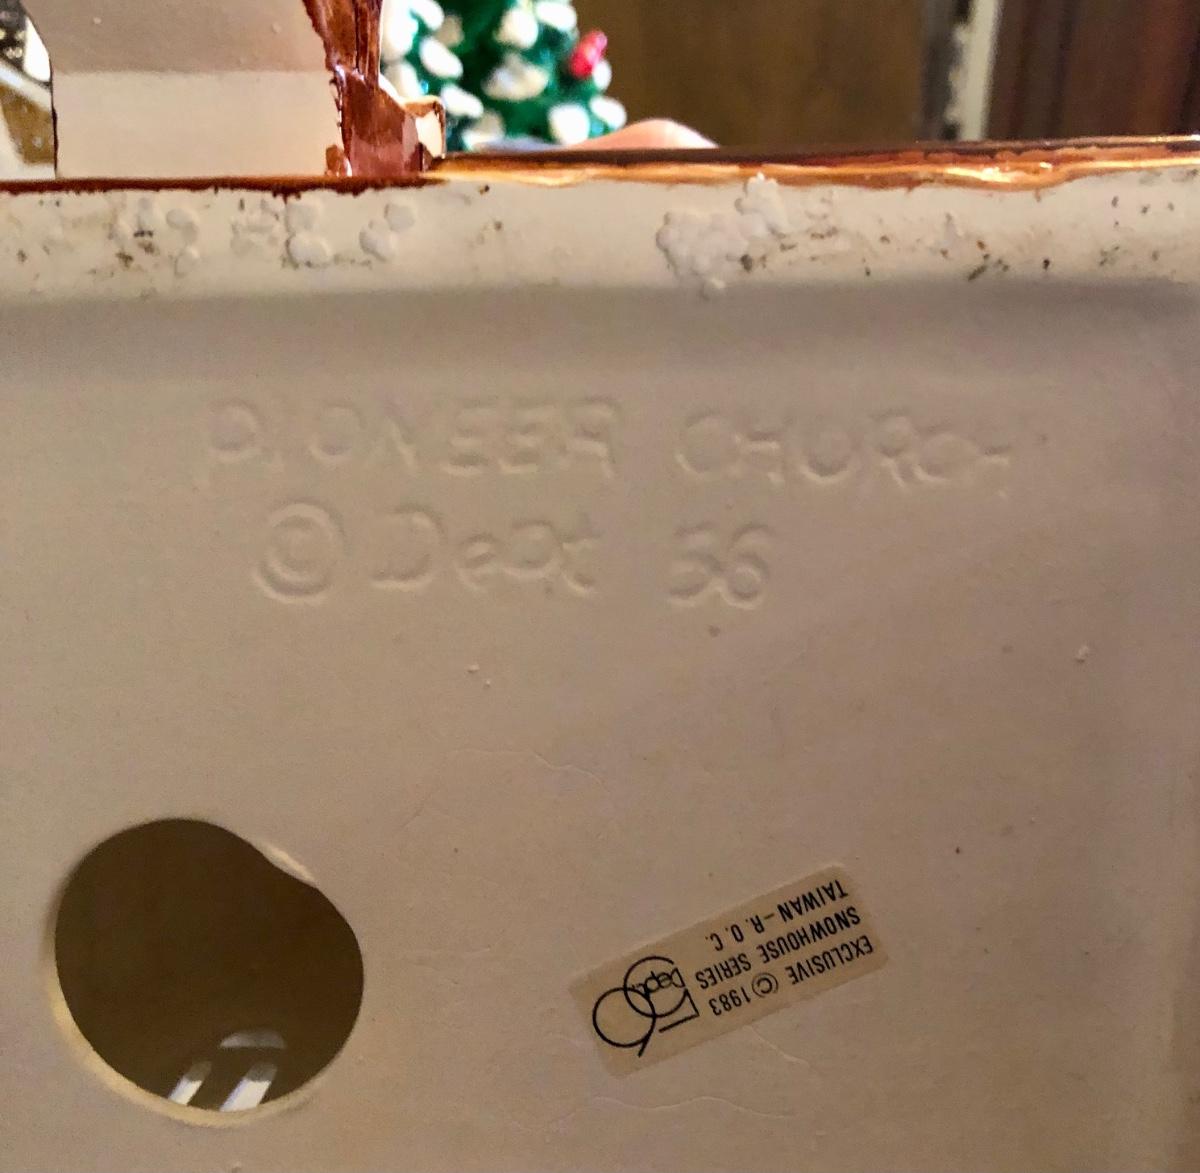 PIONEER CHURCH
© Dept 56
Dept. 56
EXCLUSIVE © 1983
SNOWHOUSE SERIES
TAIWAN – R. O. C.